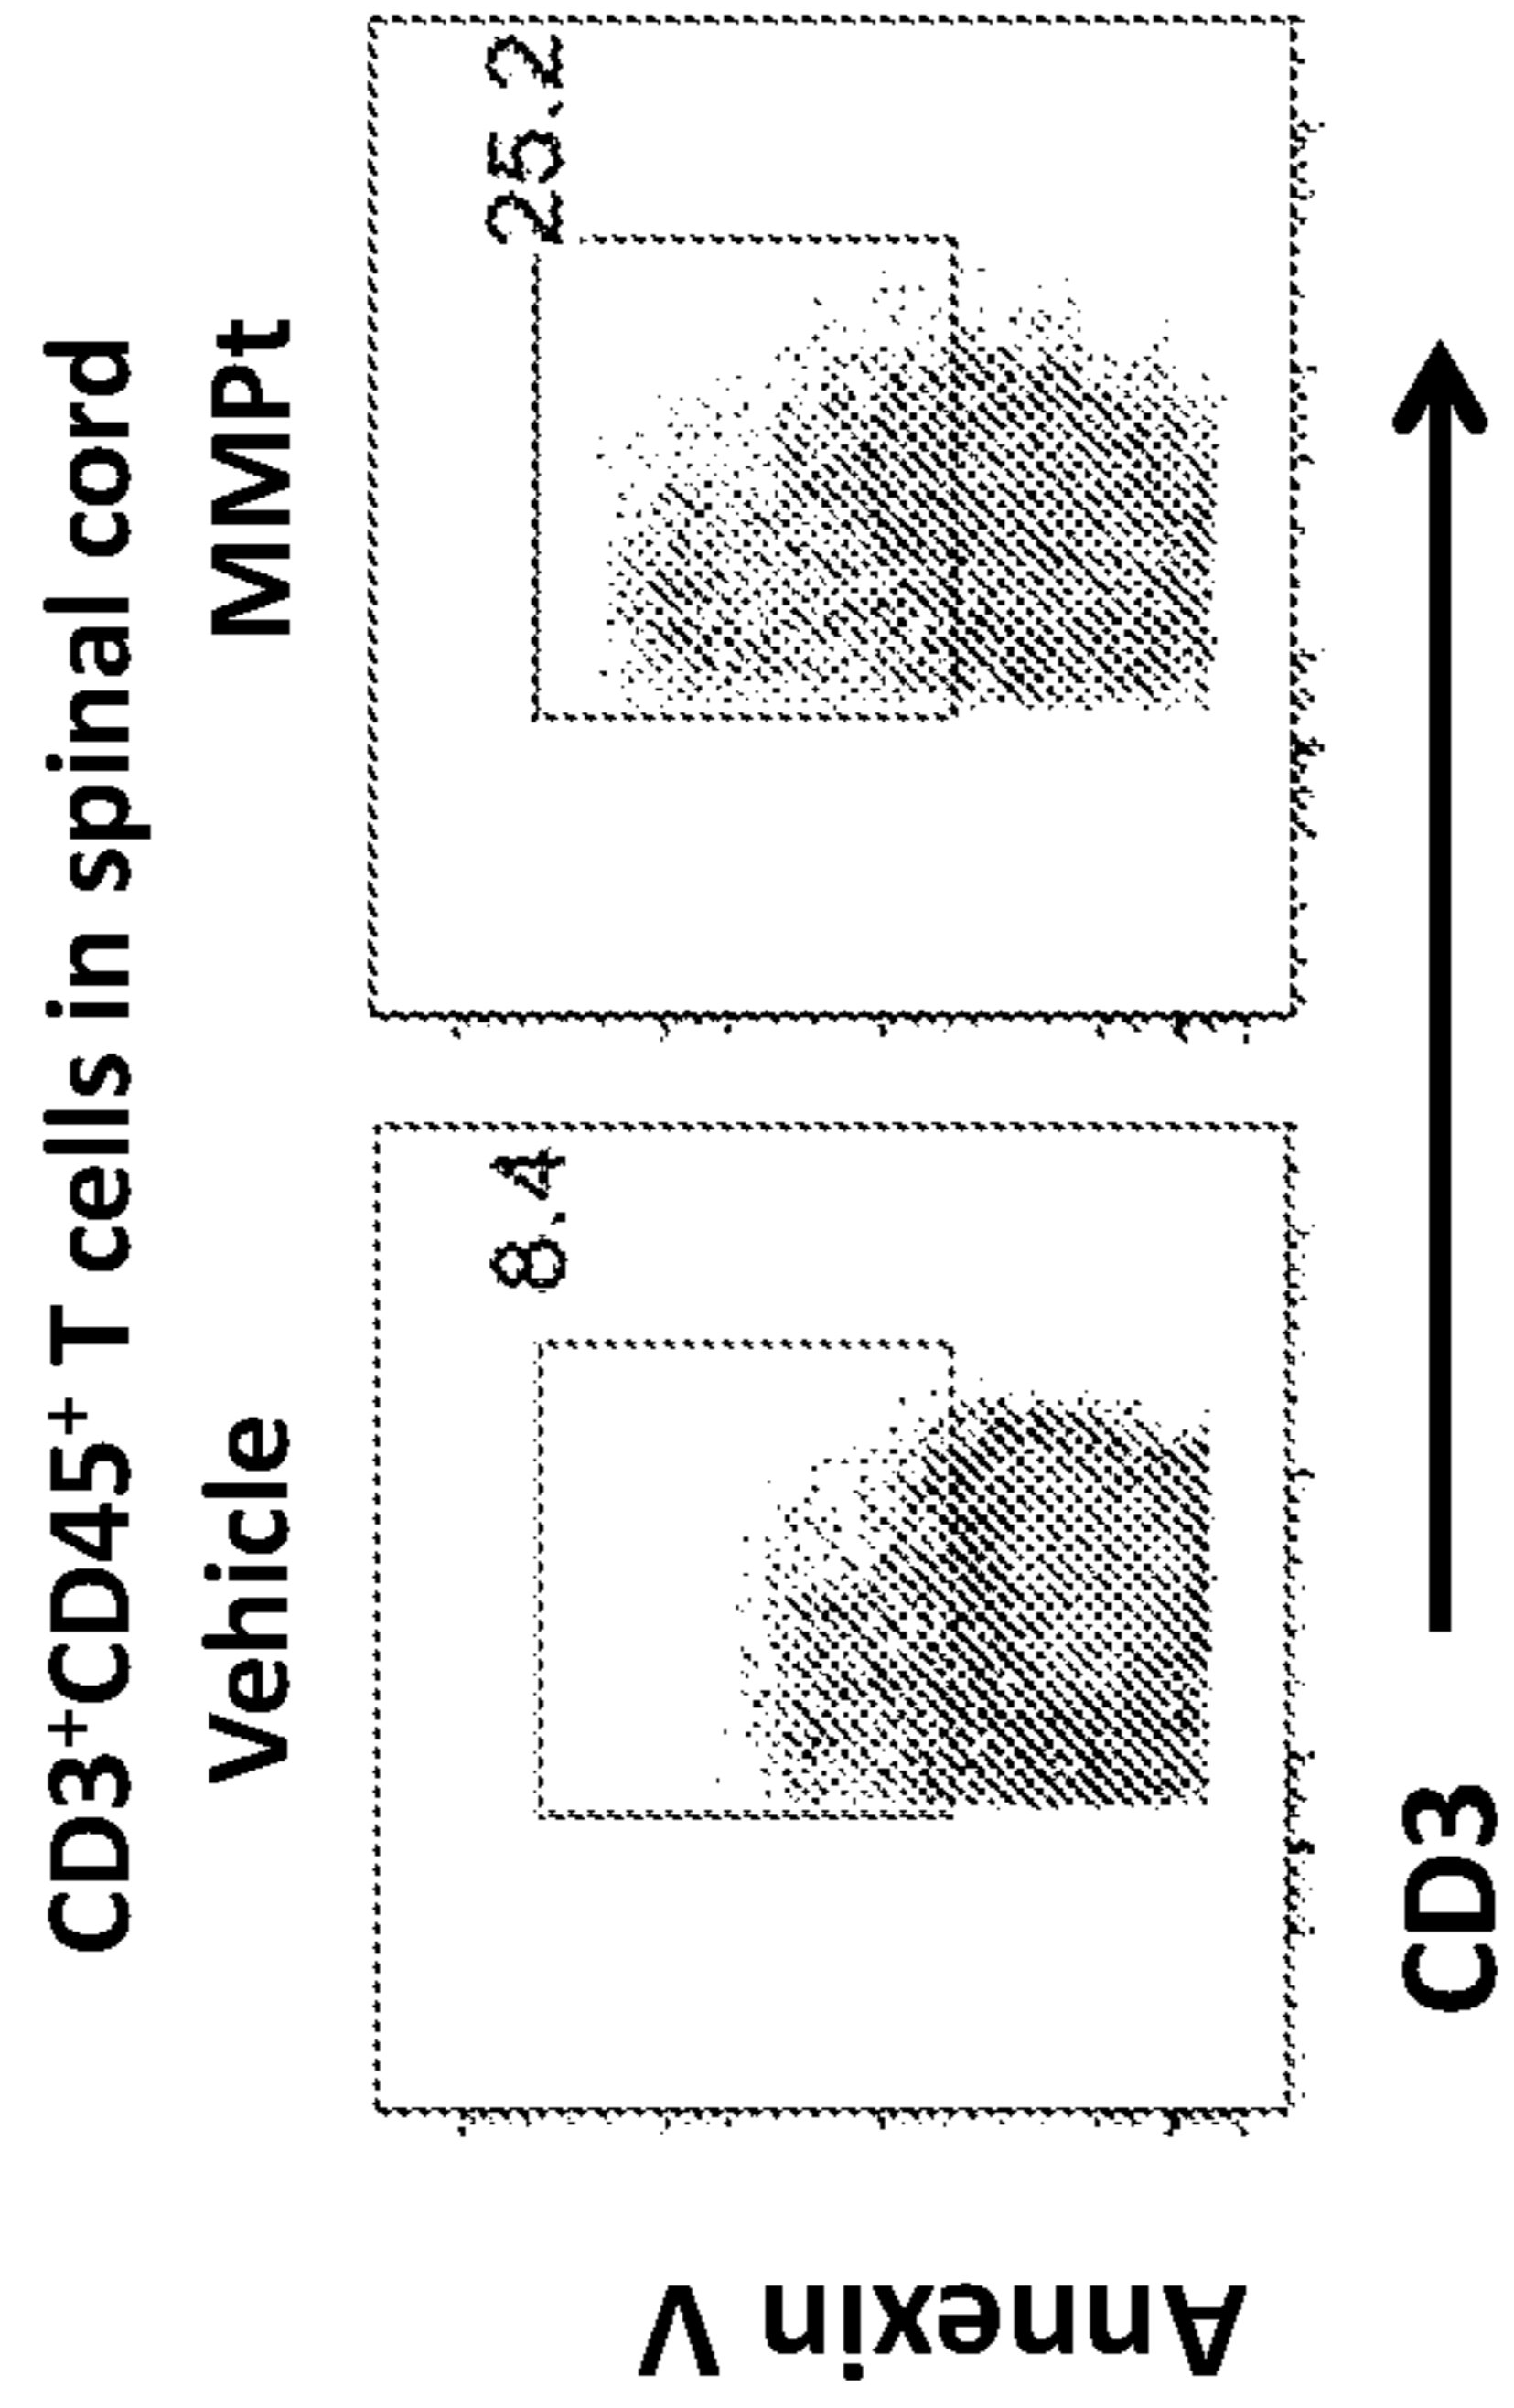 CD3⁺CD45⁺ T cells in spinal cord
Vehicle
MMPt
8.4
25.2
Annexin V
CD3